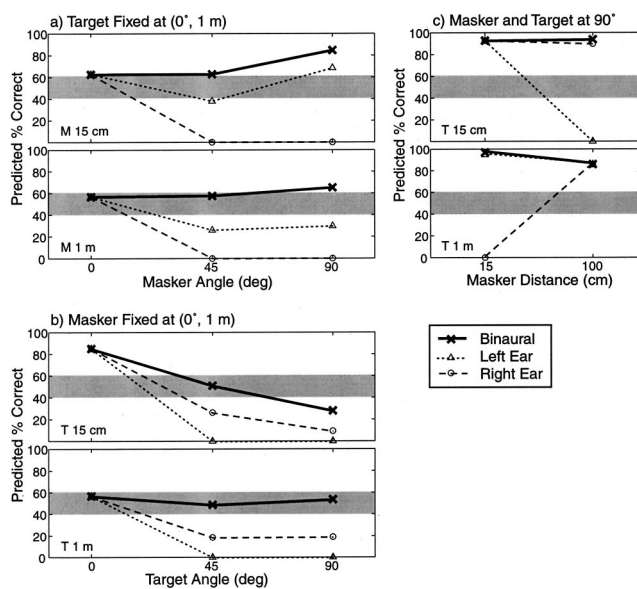 a) Target Fixed at (0°, 1 m)
Predicted % Correct
100
80
60
40
20
0
M 15 cm
100
80
60
40
20
0
M 1 m
0
45
90
Masker Angle (deg)
c) Masker and Target at 90°
Predicted % Correct
100
80
60
40
20
0
T 15 cm
100
80
60
40
20
0
T 1 m
15
100
Masker Distance (cm)
b) Masker Fixed at (0°, 1 m)
Predicted % Correct
100
80
60
40
20
0
T 15 cm
100
80
60
40
20
0
T 1 m
0
45
90
Target Angle (deg)
Binaural
Left Ear
Right Ear